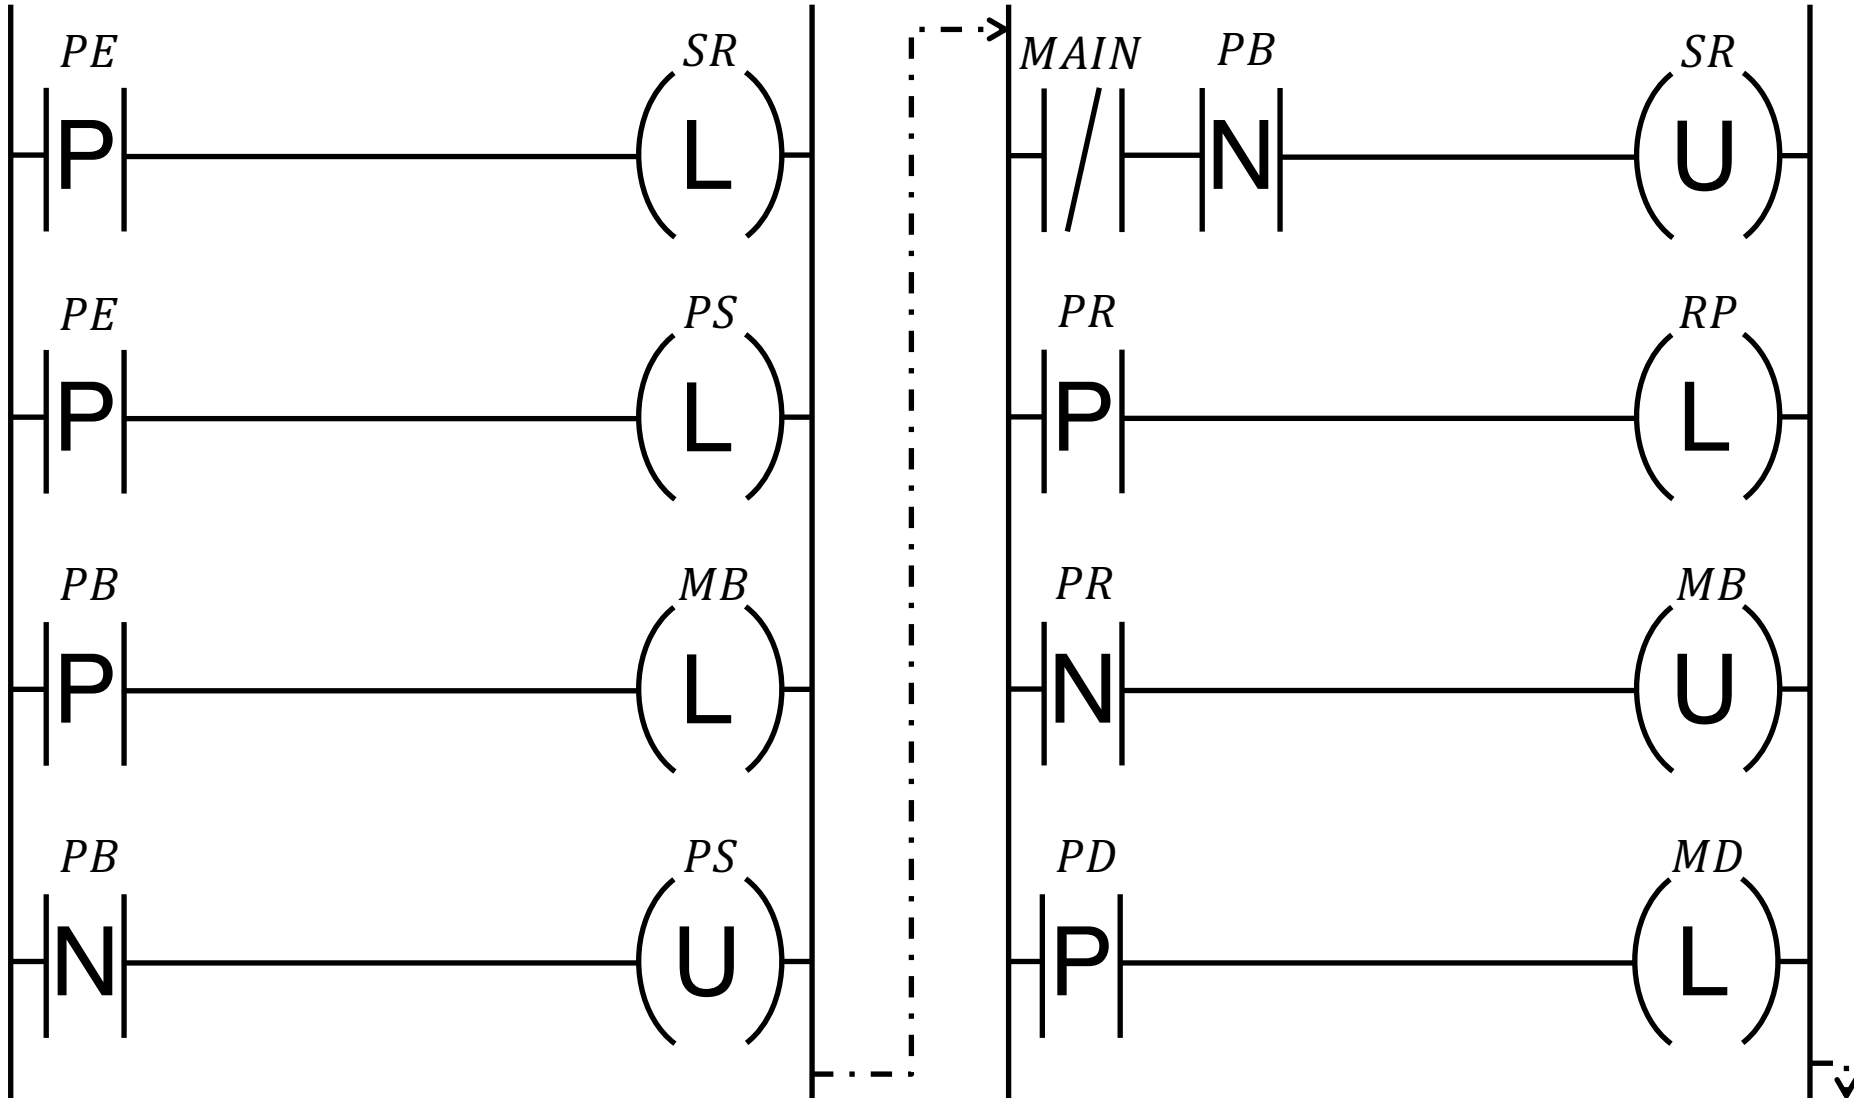 PE SR
P L
PE PS
P L
PB MB
P L
PB PS
N U
MAIN PB SR
N U
PR RP
P L
PR MB
N U
PD MD
P L